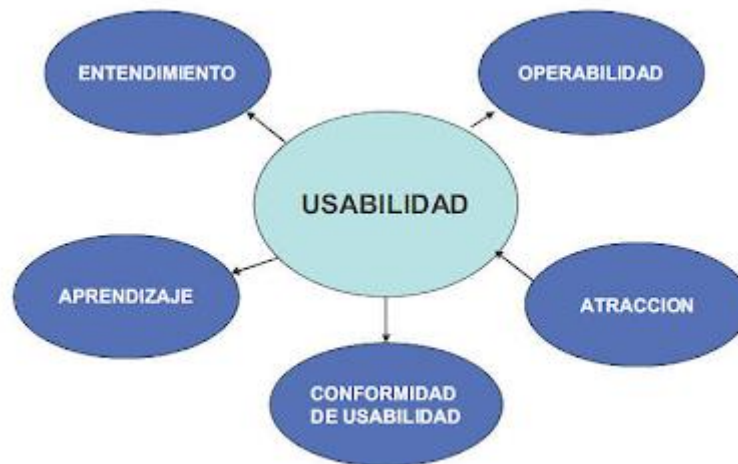 ENTENDIMIENTO
OPERABILIDAD
USABILIDAD
APRENDIZAJE
ATRACCION
CONFORMIDAD
DE USABILIDAD